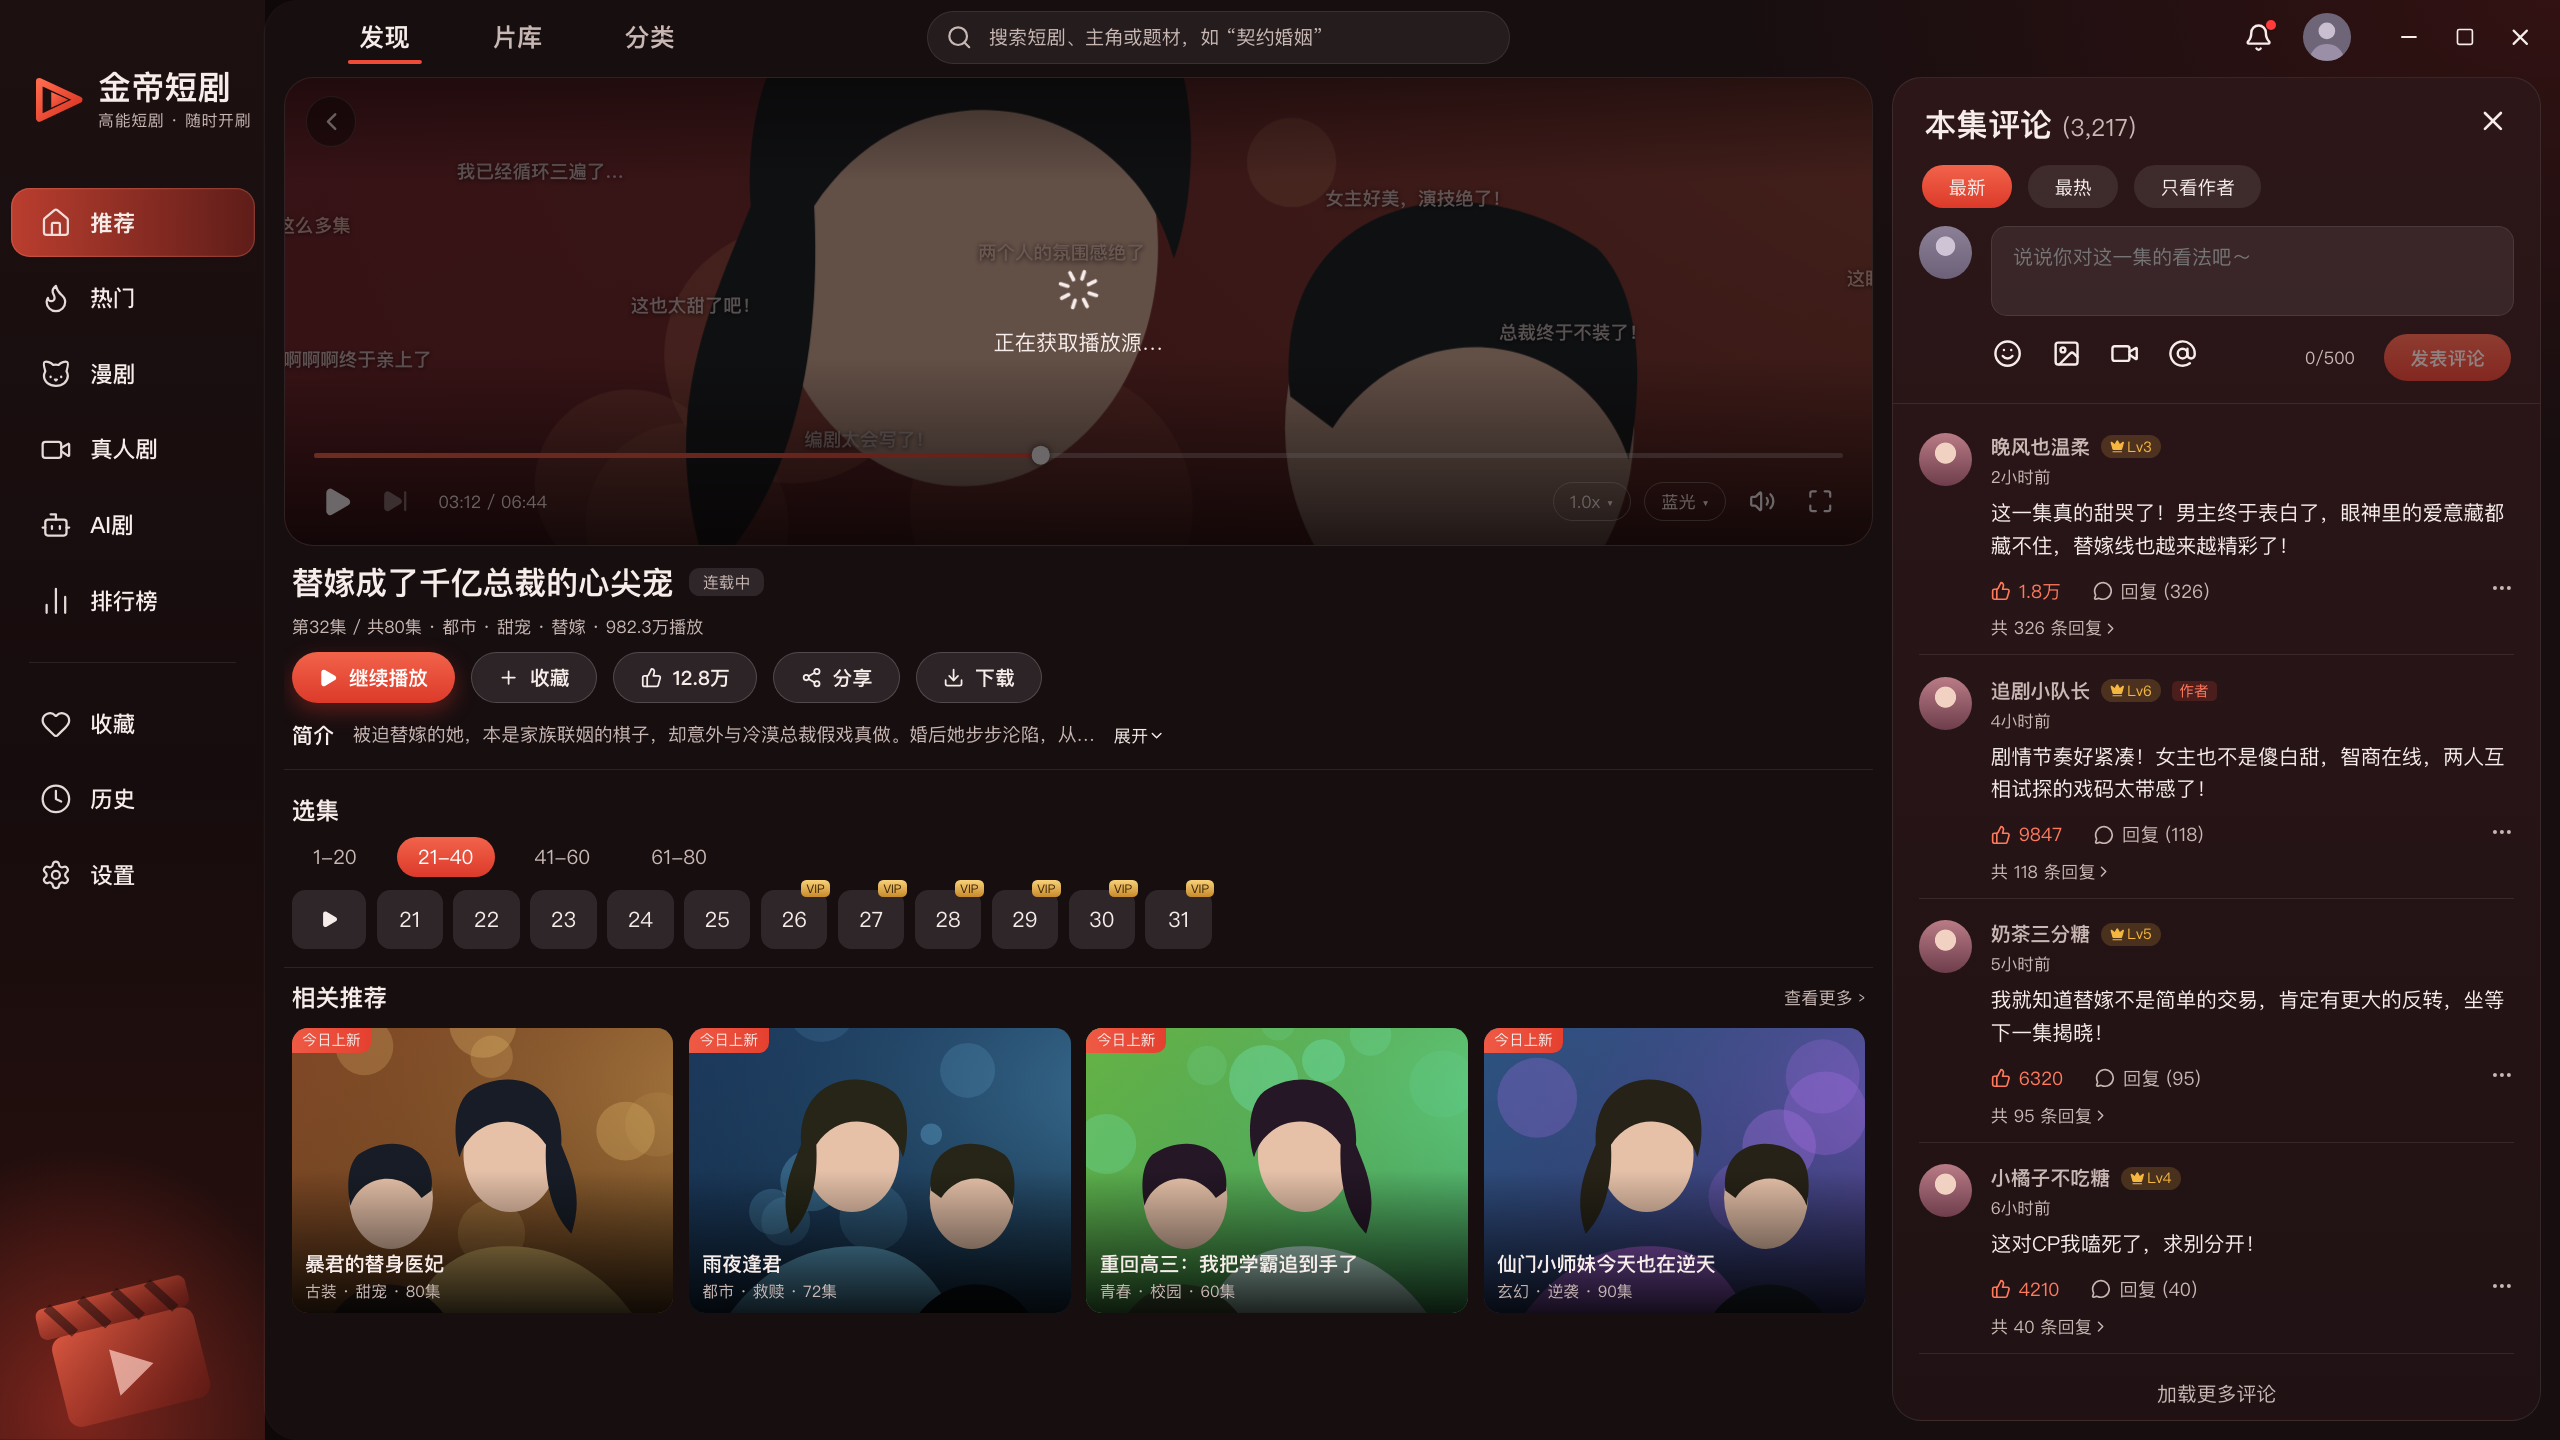 金帝短剧
高能短剧 · 随时开刷
推荐
热门
漫剧
真人剧
AI剧
排行榜
收藏
历史
设置
发现
片库
分类
搜索短剧、主角或题材，如 “契约婚姻”
我已经循环三遍了…
这么多集
女主好美，演技绝了！
两个人的氛围感绝了
这也太甜了吧！
总裁终于不装了！
啊啊啊终于亲上了
正在获取播放源…
编剧太会写了！
03:12 / 06:44
1.0x
蓝光
替嫁成了千亿总裁的心尖宠
连载中
第32集 / 共80集 · 都市 · 甜宠 · 替嫁 · 982.3万播放
继续播放
收藏
12.8万
分享
下载
简介 被迫替嫁的她，本是家族联姻的棋子，却意外与冷漠总裁假戏真做。婚后她步步沦陷，从… 展开
选集
1–20
21–40
41–60
61–80
21
22
23
24
25
26 VIP
27 VIP
28 VIP
29 VIP
30 VIP
31 VIP
相关推荐
查看更多
今日上新
暴君的替身医妃
古装 · 甜宠 · 80集
今日上新
雨夜逢君
都市 · 救赎 · 72集
今日上新
重回高三：我把学霸追到手了
青春 · 校园 · 60集
今日上新
仙门小师妹今天也在逆天
玄幻 · 逆袭 · 90集
本集评论 (3,217)
最新
最热
只看作者
说说你对这一集的看法吧～
0/500
发表评论
晚风也温柔 Lv3
2小时前
这一集真的甜哭了！男主终于表白了，眼神里的爱意藏都
藏不住，替嫁线也越来越精彩了！
1.8万 回复 (326)
共 326 条回复
追剧小队长 Lv6 作者
4小时前
剧情节奏好紧凑！女主也不是傻白甜，智商在线，两人互
相试探的戏码太带感了！
9847 回复 (118)
共 118 条回复
奶茶三分糖 Lv5
5小时前
我就知道替嫁不是简单的交易，肯定有更大的反转，坐等
下一集揭晓！
6320 回复 (95)
共 95 条回复
小橘子不吃糖 Lv4
6小时前
这对CP我嗑死了，求别分开！
4210 回复 (40)
共 40 条回复
加载更多评论